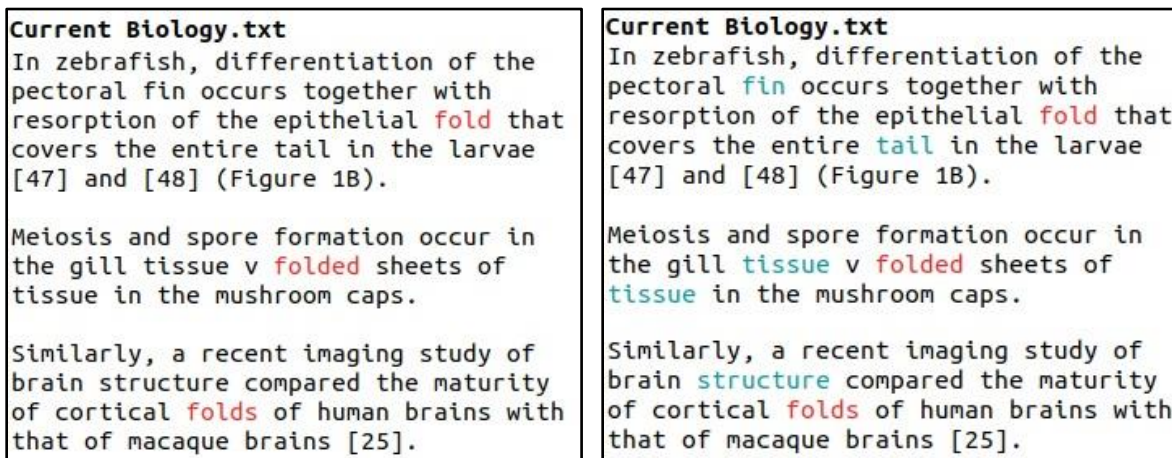 Current Biology.txt
In zebrafish, differentiation of the
pectoral fin occurs together with
resorption of the epithelial fold that
covers the entire tail in the larvae
[47] and [48] (Figure 1B).
Meiosis and spore formation occur in
the gill tissue v folded sheets of
tissue in the mushroom caps.
Similarly, a recent imaging study of
brain structure compared the maturity
of cortical folds of human brains with
that of macaque brains [25].
Current Biology.txt
In zebrafish, differentiation of the
pectoral fin occurs together with
resorption of the epithelial fold that
covers the entire tail in the larvae
[47] and [48] (Figure 1B).
Meiosis and spore formation occur in
the gill tissue v folded sheets of
tissue in the mushroom caps.
Similarly, a recent imaging study of
brain structure compared the maturity
of cortical folds of human brains with
that of macaque brains [25].